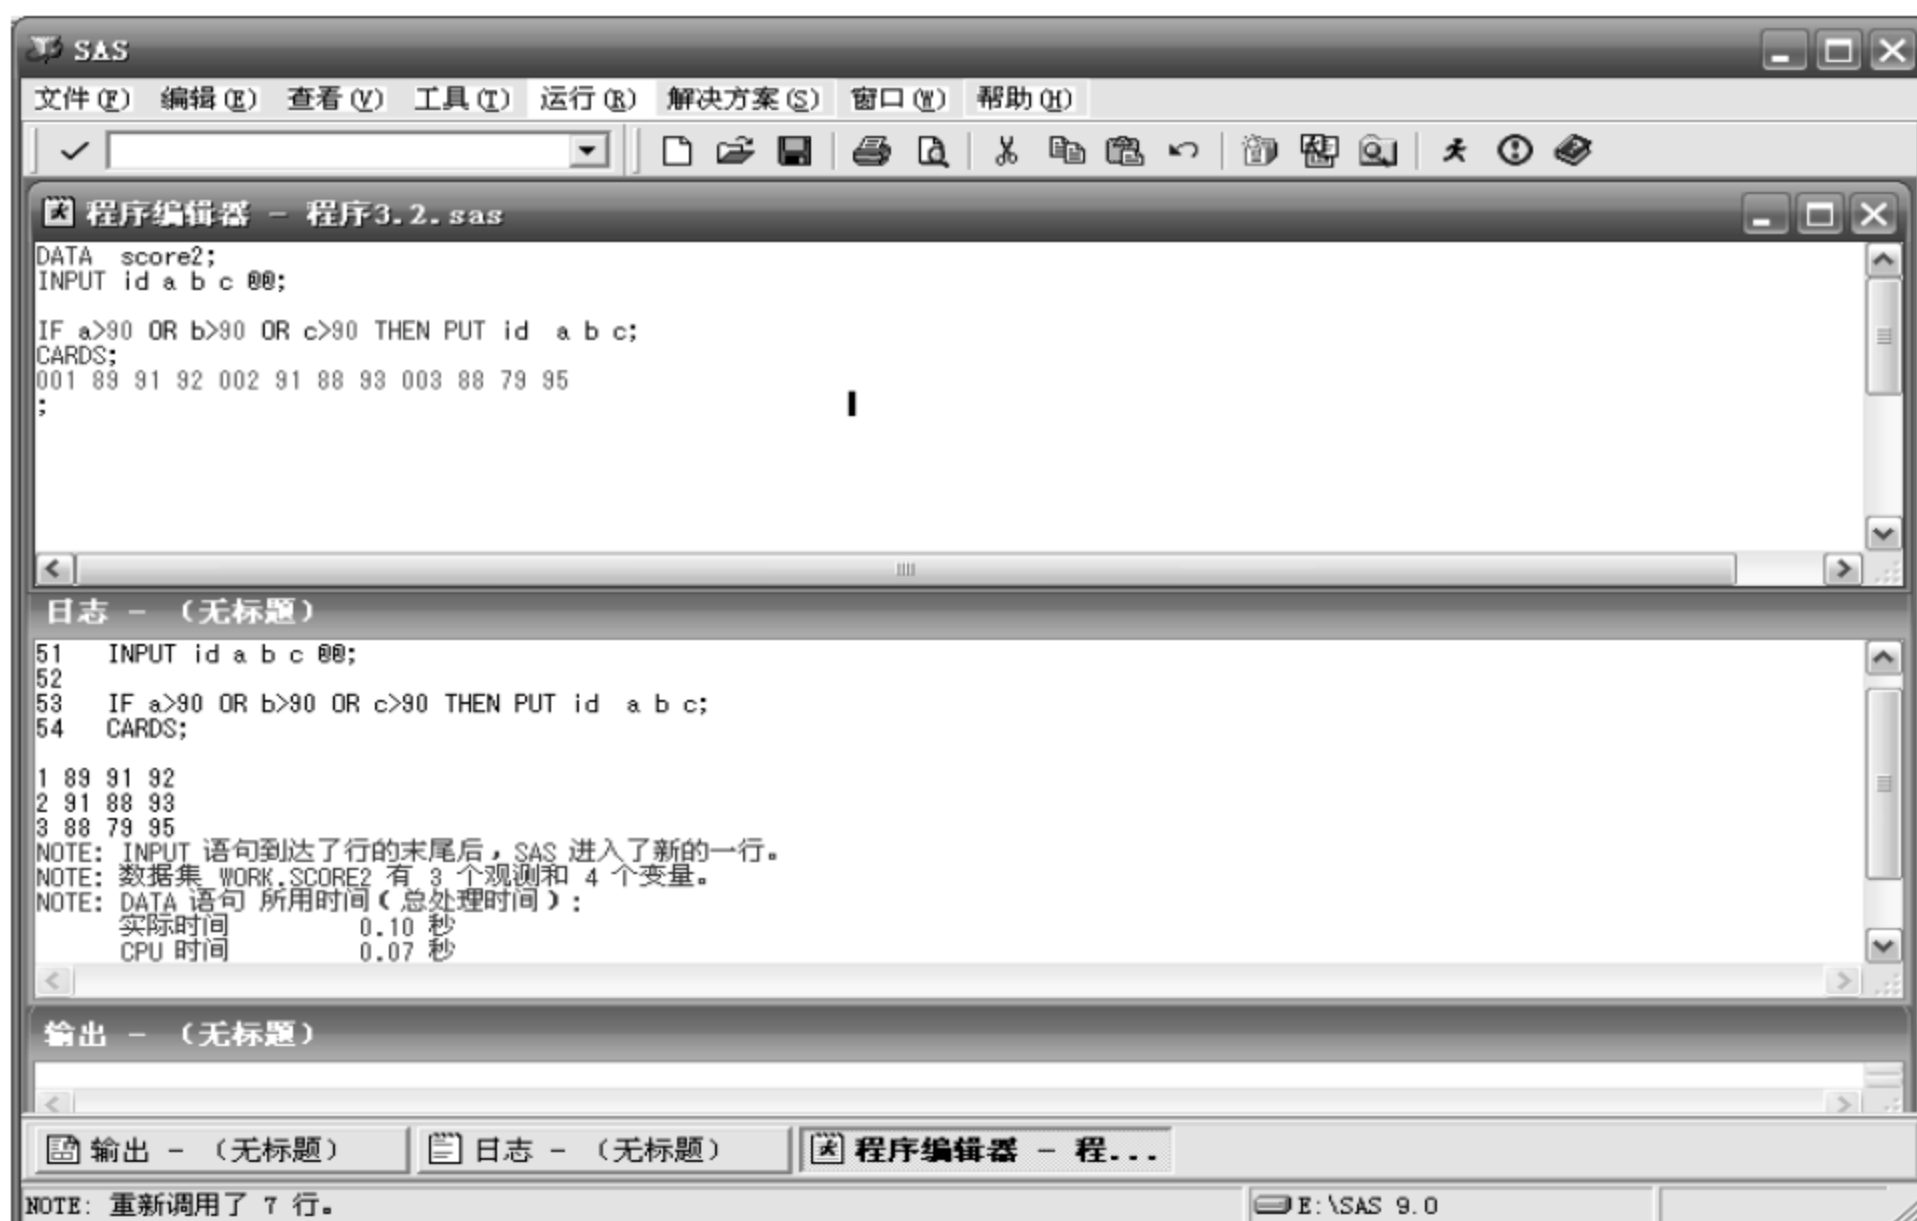 SAS
文件(F) 编辑(E) 查看(V) 工具(T) 运行(R) 解决方案(S) 窗口(W) 帮助(H)
程序编辑器 - 程序3.2.sas
DATA score2;
INPUT id a b c @@;
IF a>90 OR b>90 OR c>90 THEN PUT id a b c;
CARDS;
001 89 91 92 002 91 88 93 003 88 79 95
;
日志 - (无标题)
51 INPUT id a b c @@;
52
53 IF a>90 OR b>90 OR c>90 THEN PUT id a b c;
54 CARDS;
1 89 91 92
2 91 88 93
3 88 79 95
NOTE: INPUT 语句到达了行的末尾后，SAS 进入了新的一行。
NOTE: 数据集 WORK.SCORE2 有 3 个观测和 4 个变量。
NOTE: DATA 语句 所用时间(总处理时间):
实际时间 0.10 秒
CPU 时间 0.07 秒
输出 - (无标题)
输出 - (无标题) 日志 - (无标题) 程序编辑器 - 程...
NOTE: 重新调用了 7 行。 E:\SAS 9.0